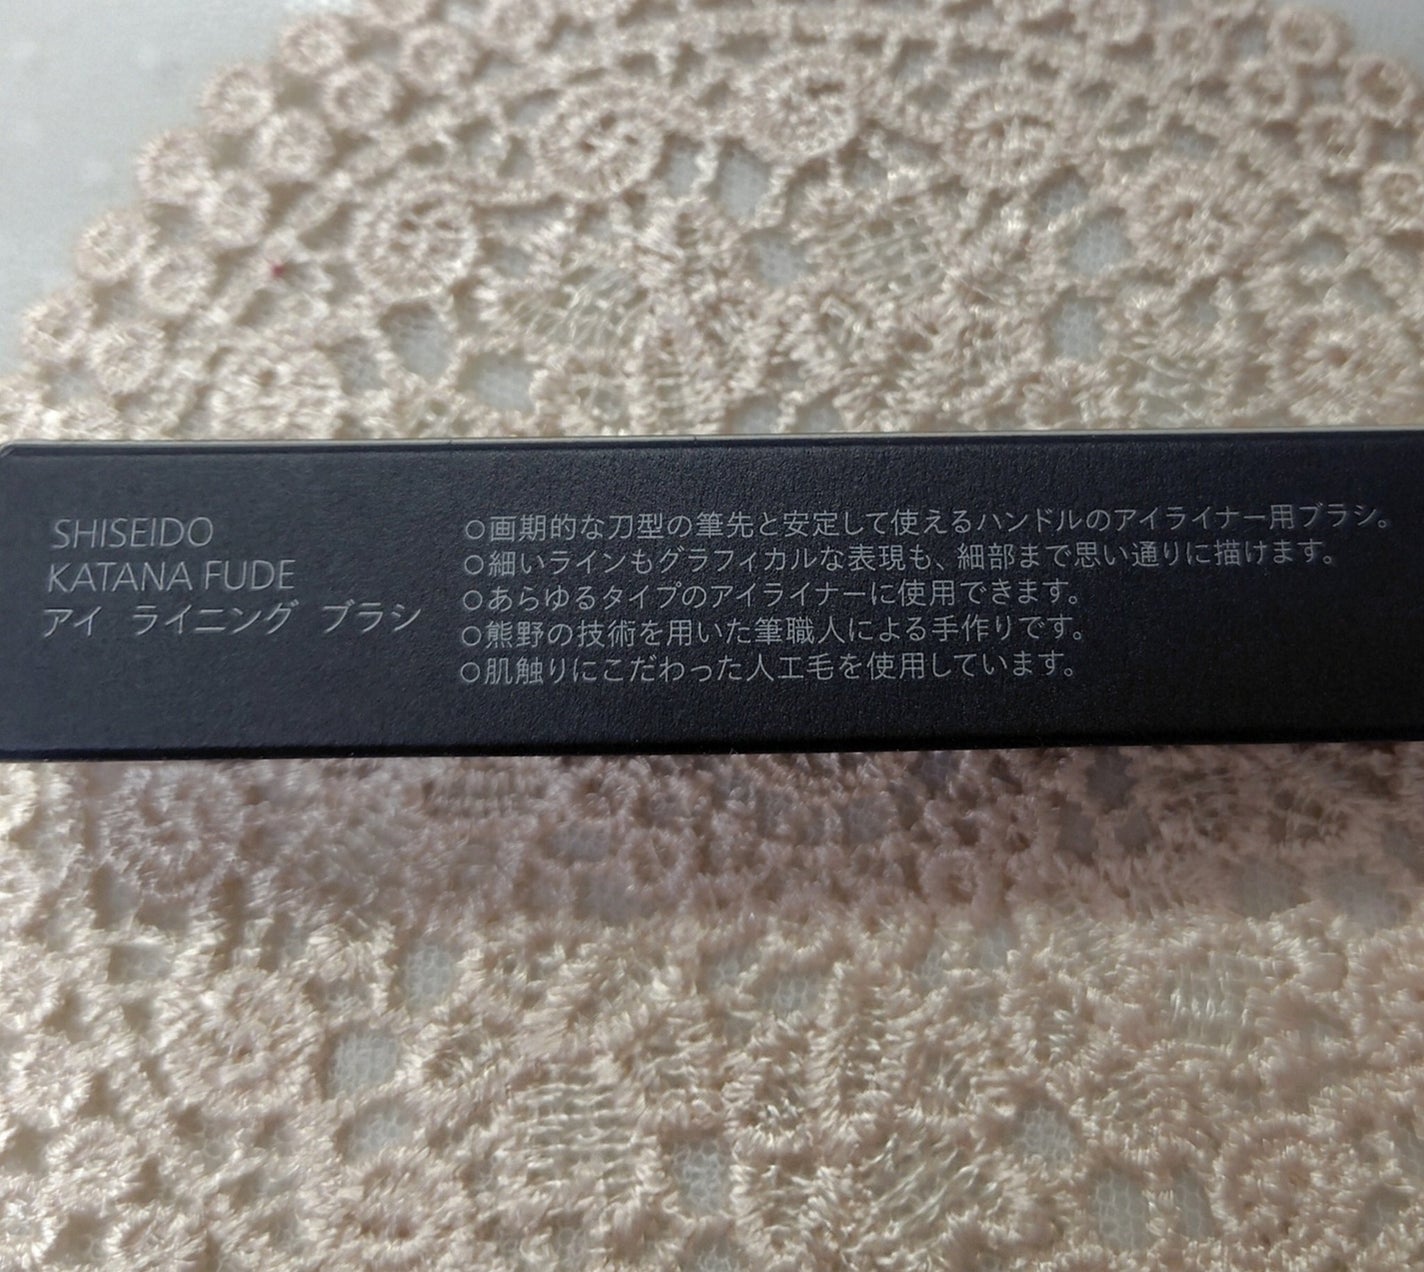 SHISEIDO
KATANA FUDE
アイ ライニング ブラシ
○画期的な刀型の筆先と安定して使えるハンドルのアイライナー用ブラシ。
○細いラインもグラフィカルな表現も、細部まで思い通りに描けます。
○あらゆるタイプのアイライナーに使用できます。
○熊野の技術を用いた筆職人による手作りです。
○肌触りにこだわった人工毛を使用しています。